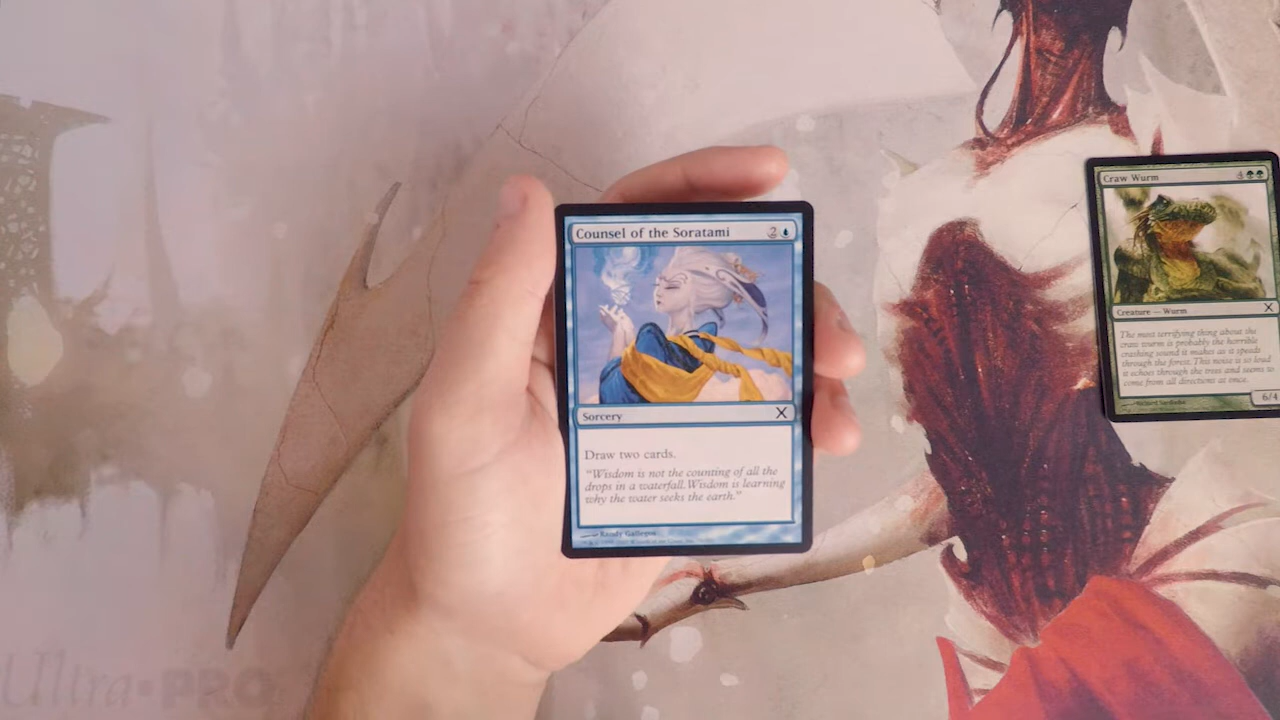 Counsel of the Soratami
2
Sorcery
X
Draw two cards.
"Wisdom is not the counting of all the
drops in a waterfall. Wisdom is learning
why the water seeks the earth."
Randy Gallegos
Craw Wurm
4
Creature — Wurm
X
The most terrifying thing about the
craw wurm is probably the horrible
crashing sound it makes as it speeds
through the forest. This noise is so loud
it echoes through the trees and seems to
come from all directions at once.
Richard Sardinha
6/4
Ultra•PRO